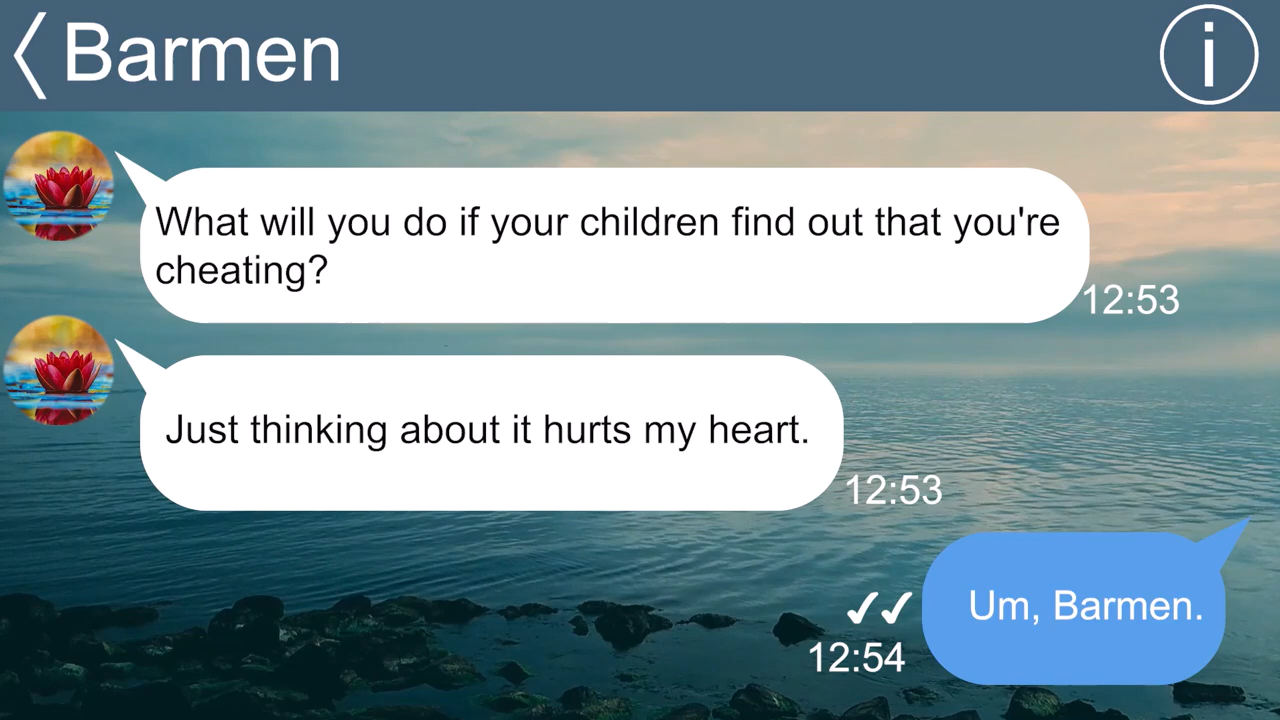 Barmen
What will you do if your children find out that you're
cheating?
12:53
Just thinking about it hurts my heart.
12:53
Um, Barmen.
12:54